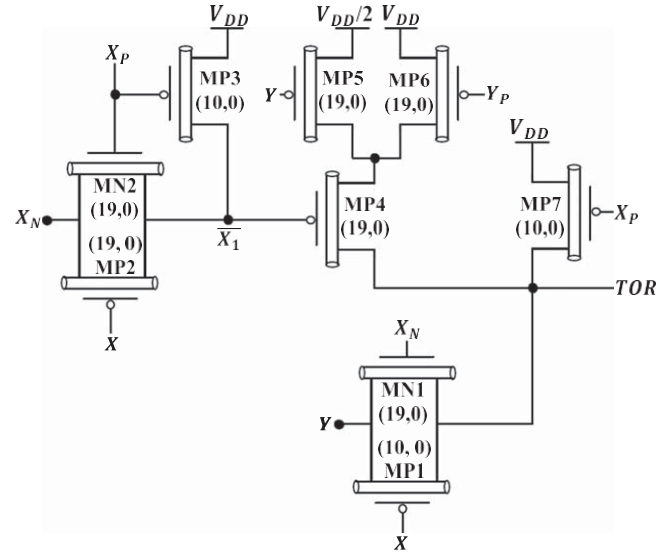 V_DD
V_DD/2
V_DD
X_P
MP3
(10,0)
Y
MP5
(19,0)
MP6
(19,0)
Y_P
V_DD
X_N
MN2
(19,0)
(19, 0)
MP2
X̅₁
MP4
(19,0)
MP7
(10,0)
X_P
TOR
X
X_N
Y
MN1
(19,0)
(10, 0)
MP1
X